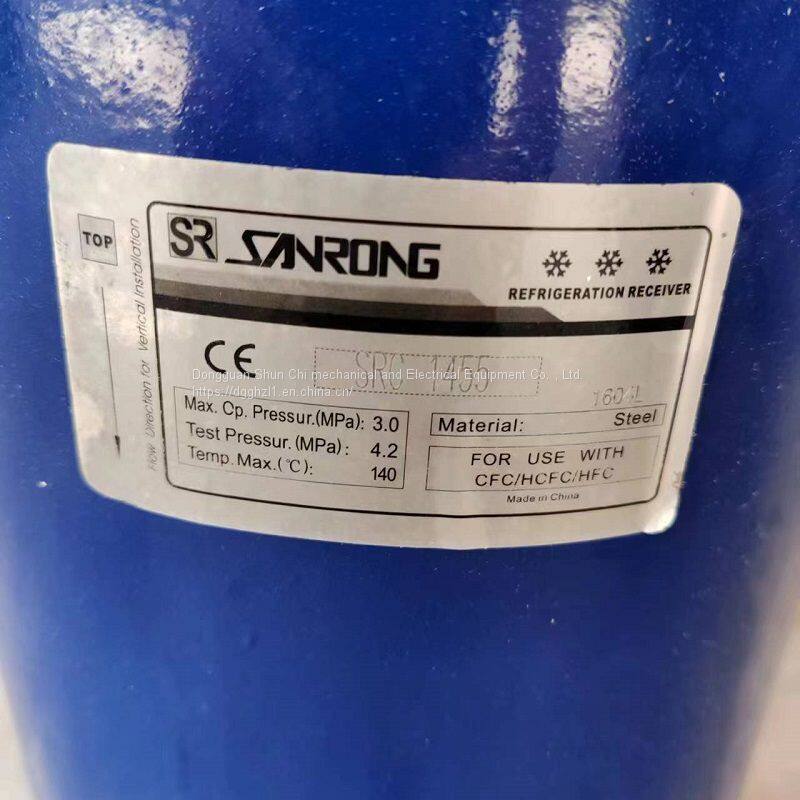 TOP
Flow Direction for Vertical Installation
SR SANRONG
REFRIGERATION RECEIVER
CE
Dongguan Shun Chi mechanical and Electrical Equipment Co. , Ltd.
https://dgghzl1.en.china.cn/
Max. Cp. Pressur.(MPa): 3.0
Test Pressur.(MPa): 4.2
Temp.Max.(℃): 140
Material: Steel
FOR USE WITH
CFC/HCFC/HFC
Made in China